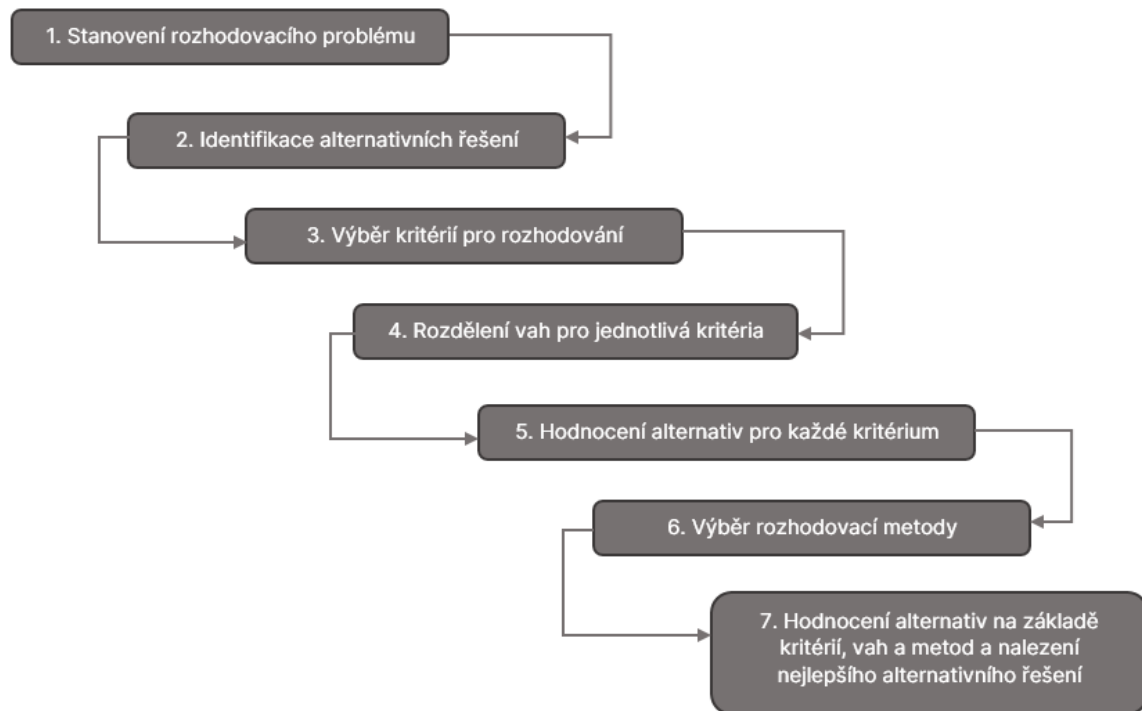 1. Stanovení rozhodovacího problému
2. Identifikace alternativních řešení
3. Výběr kritérií pro rozhodování
4. Rozdělení vah pro jednotlivá kritéria
5. Hodnocení alternativ pro každé kritérium
6. Výběr rozhodovací metody
7. Hodnocení alternativ na základě
kritérií, vah a metod a nalezení
nejlepšího alternativního řešení